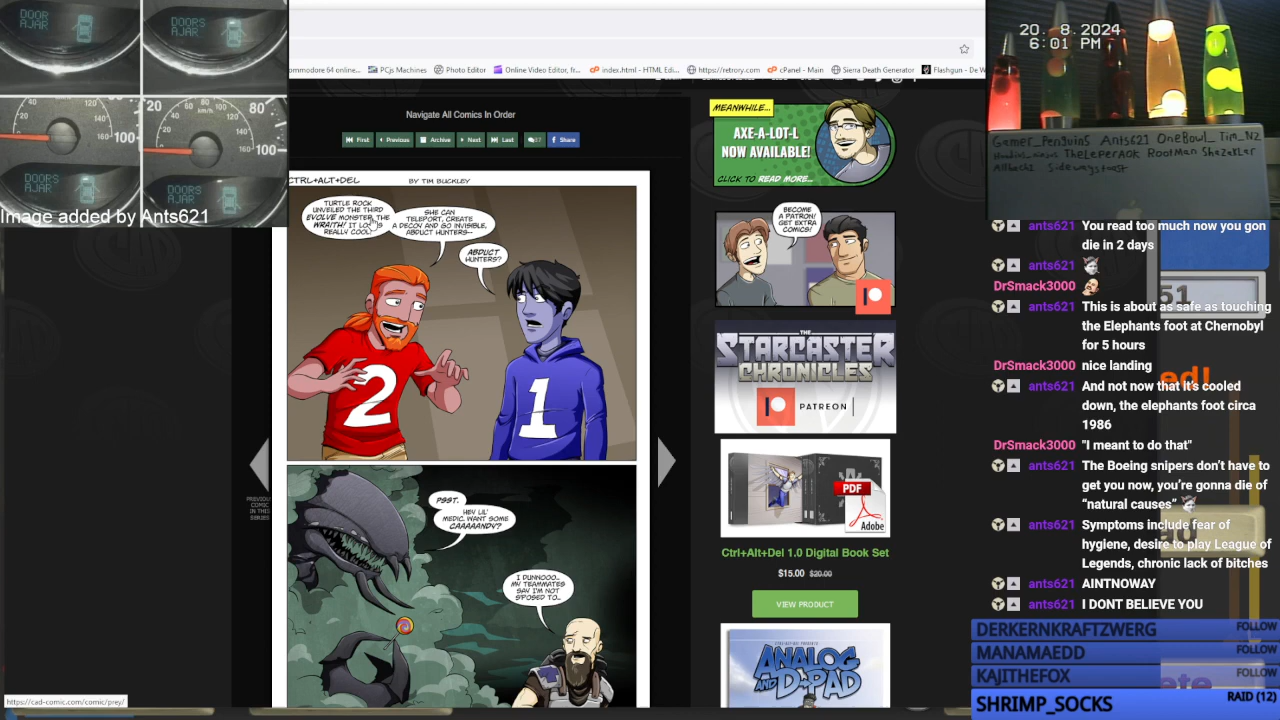 DOOR
AJAR
DOORS
AJAR
DOORS
AJAR
DOORS
AJAR
Image added by Ants621
ommodore 64 online...
PCjs Machines
Photo Editor
Online Video Editor, fr...
index.html - HTML Edi...
https://retrory.com
cPanel - Main
Sierra Death Generator
Flashgun - De W
Navigate All Comics In Order
First
Previous
Archive
Next
Last
37
Share
CTRL+ALT+DEL
BY TIM BUCKLEY
TURTLE ROCK
UNVEILED THE THIRD
EVOLVE MONSTER, THE
WRAITH! IT LOOKS
REALLY COOL!
SHE CAN
TELEPORT, CREATE
A DECOY AND GO INVISIBLE,
ABDUCT HUNTERS--
ABDUCT
HUNTERS?
2
1
PSST.
HEY LIL'
MEDIC. WANT SOME
CAAAANDY?
I DUNNOOO...
MY TEAMMATES
SAY I'M NOT
S'POSED TO...
PREVIOUS
COMIC
IN THIS
SERIES
MEANWHILE...
AXE-A-LOT-L
NOW AVAILABLE!
CLICK TO READ MORE...
BECOME
A PATRON!
GET EXTRA
COMICS!
THE
STARCASTER
CHRONICLES
PATREON
PDF
Adobe
Ctrl+Alt+Del 1.0 Digital Book Set
$15.00 $20.00
VIEW PRODUCT
ANALOG
AND D-PAD
https://cad-comic.com/comic/prey/
20. 8.2024
6:01 PM
Gamer_Penguin5 Ants621 OneBowl_Tim_NZ
TheLeperAOK RootMan ShazakLar
Sidewaystoast
ants621 You read too much now you gon
die in 2 days
ants621
DrSmack3000
ants621 This is about as safe as touching
the Elephants foot at Chernobyl
for 5 hours
DrSmack3000 nice landing
ants621 And not now that it's cooled
down, the elephants foot circa
1986
DrSmack3000 "I meant to do that"
ants621 The Boeing snipers don't have to
get you now, you're gonna die of
"natural causes"
ants621 Symptoms include fear of
hygiene, desire to play League of
Legends, chronic lack of bitches
ants621 AINTNOWAY
ants621 I DONT BELIEVE YOU
51
ed!
DERKERNKRAFTZWERG FOLLOW
MANAMAEDD FOLLOW
KAJITHEFOX FOLLOW
SHRIMP_SOCKS RAID (12)